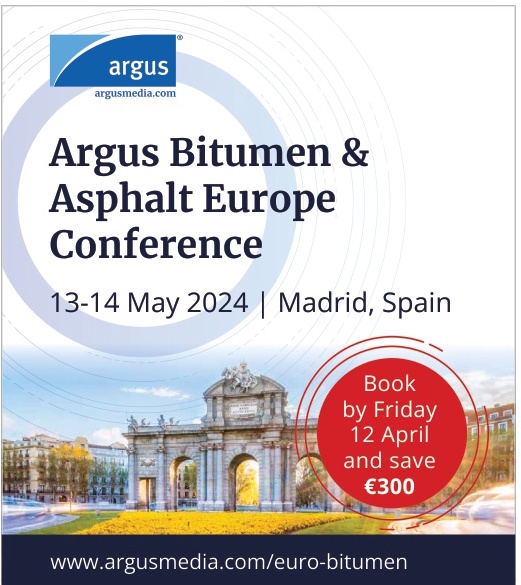 argus®
argusmedia.com
Argus Bitumen &
Asphalt Europe
Conference
13-14 May 2024 | Madrid, Spain
Book
by Friday
12 April
and save
€300
www.argusmedia.com/euro-bitumen